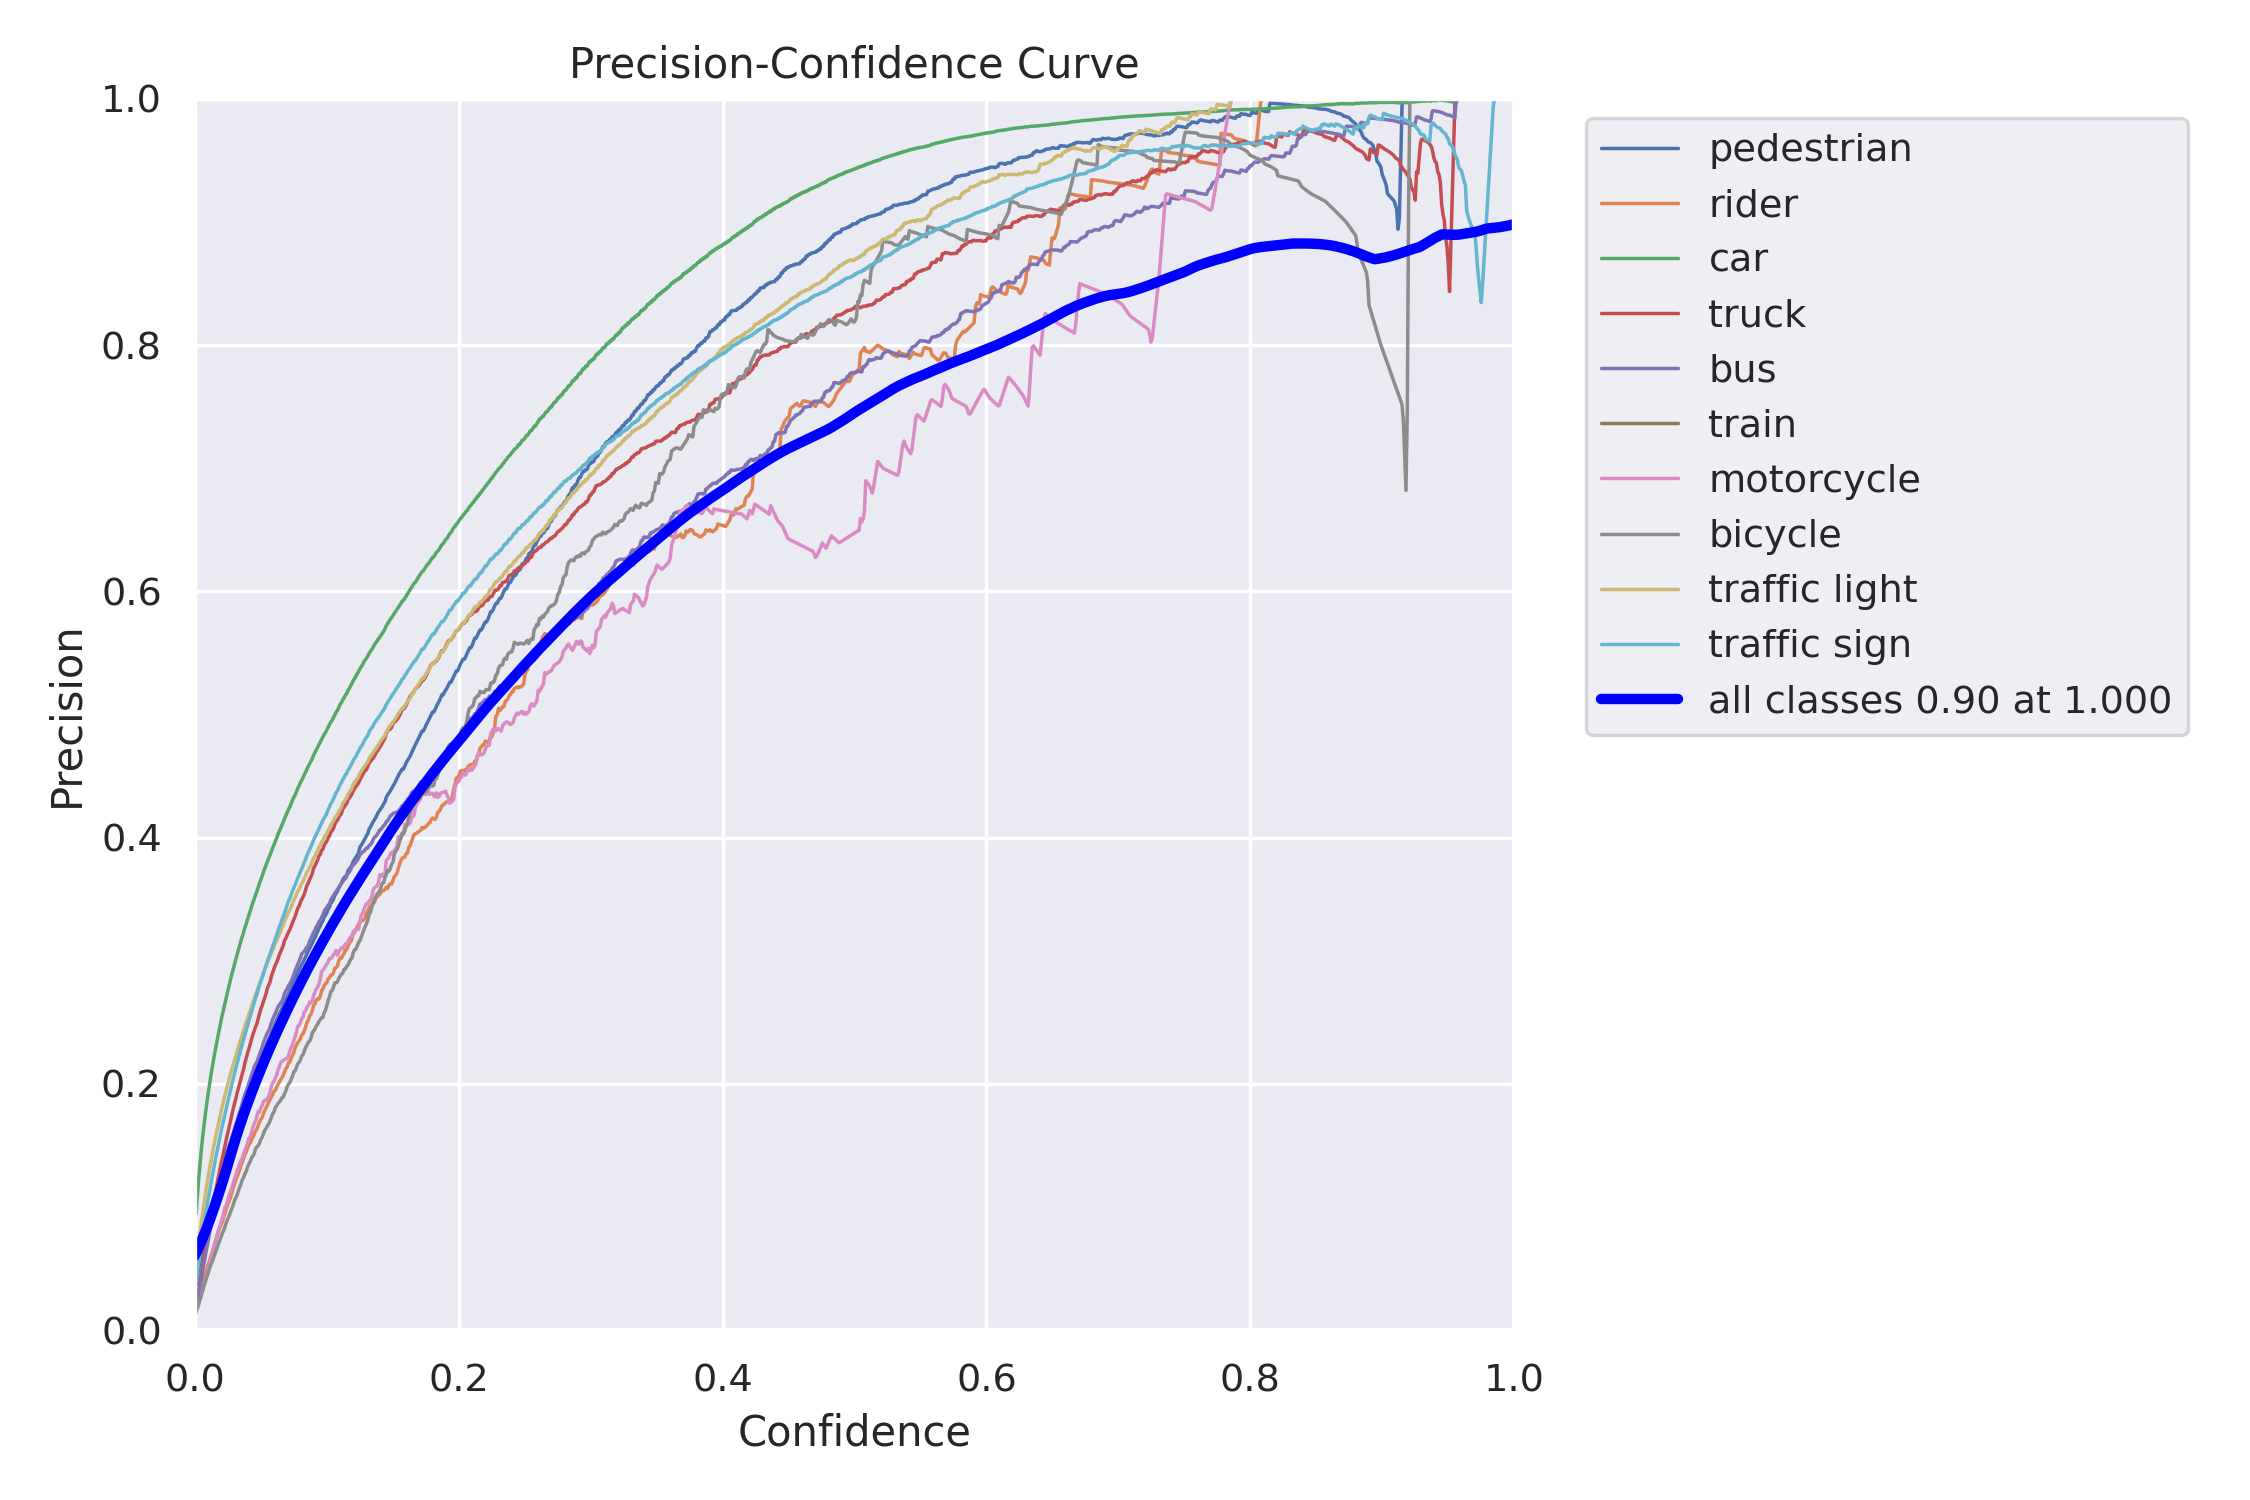 Precision-Confidence Curve
1.0
0.8
0.6
0.4
0.2
0.0
Precision
0.0
0.2
0.4
0.6
0.8
1.0
Confidence
pedestrian
rider
car
truck
bus
train
motorcycle
bicycle
traffic light
traffic sign
all classes 0.90 at 1.000